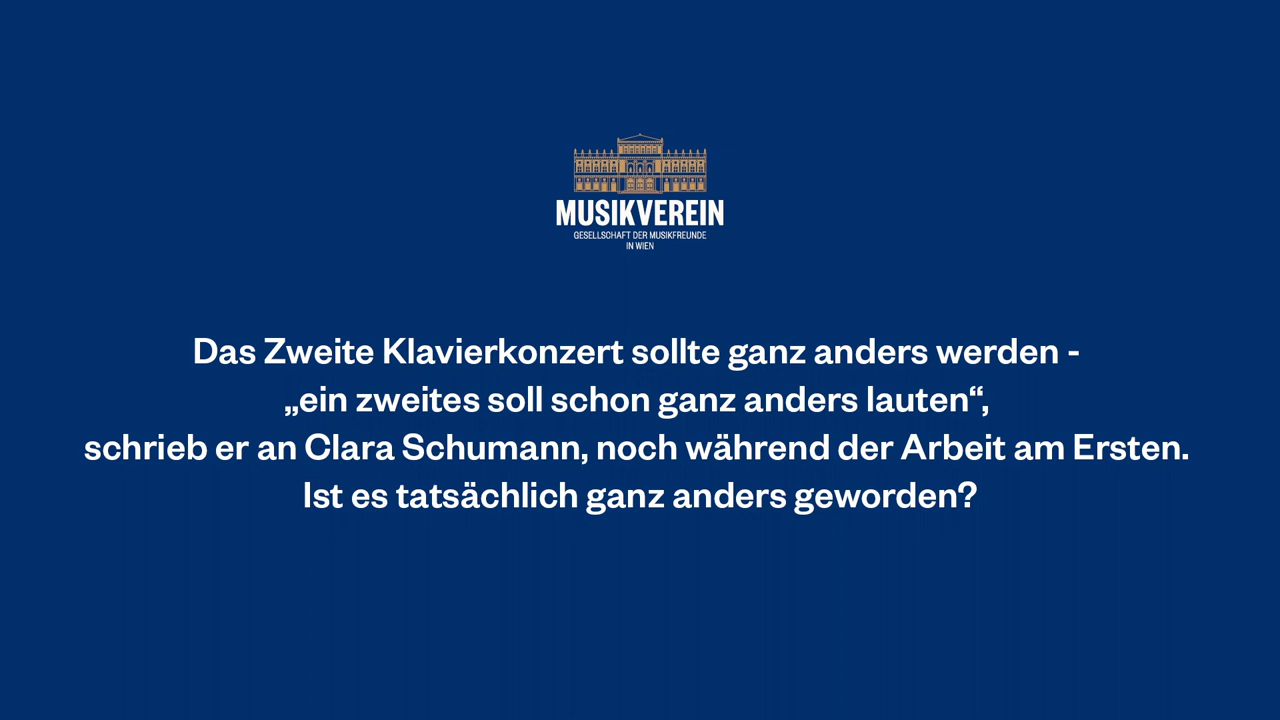 MUSIKVEREIN
GESELLSCHAFT DER MUSIKFREUNDE
IN WIEN
Das Zweite Klavierkonzert sollte ganz anders werden -
„ein zweites soll schon ganz anders lauten“,
schrieb er an Clara Schumann, noch während der Arbeit am Ersten.
Ist es tatsächlich ganz anders geworden?